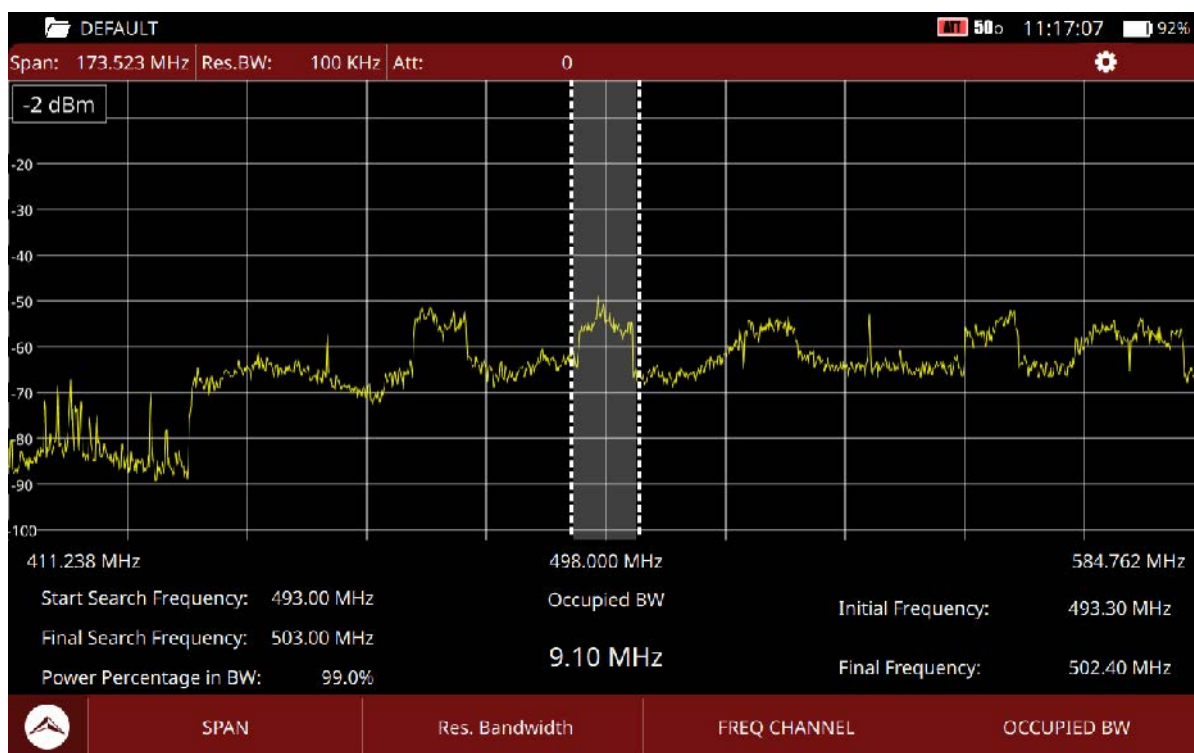 DEFAULT ATT 50Ω 11:17:07 92%
Span: 173.523 MHz Res.BW: 100 KHz Att: 0
-2 dBm
-20
-30
-40
-50
-60
-70
-80
-90
-100
411.238 MHz 498.000 MHz 584.762 MHz
Start Search Frequency: 493.00 MHz Occupied BW Initial Frequency: 493.30 MHz
Final Search Frequency: 503.00 MHz 9.10 MHz Final Frequency: 502.40 MHz
Power Percentage in BW: 99.0%
SPAN Res. Bandwidth FREQ CHANNEL OCCUPIED BW